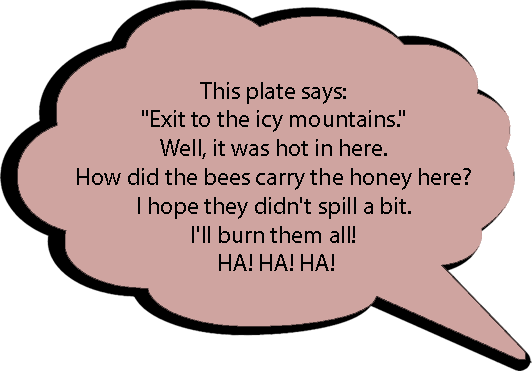 This plate says:
"Exit to the icy mountains."
Well, it was hot in here.
How did the bees carry the honey here?
I hope they didn't spill a bit.
I'll burn them all!
HA! HA! HA!